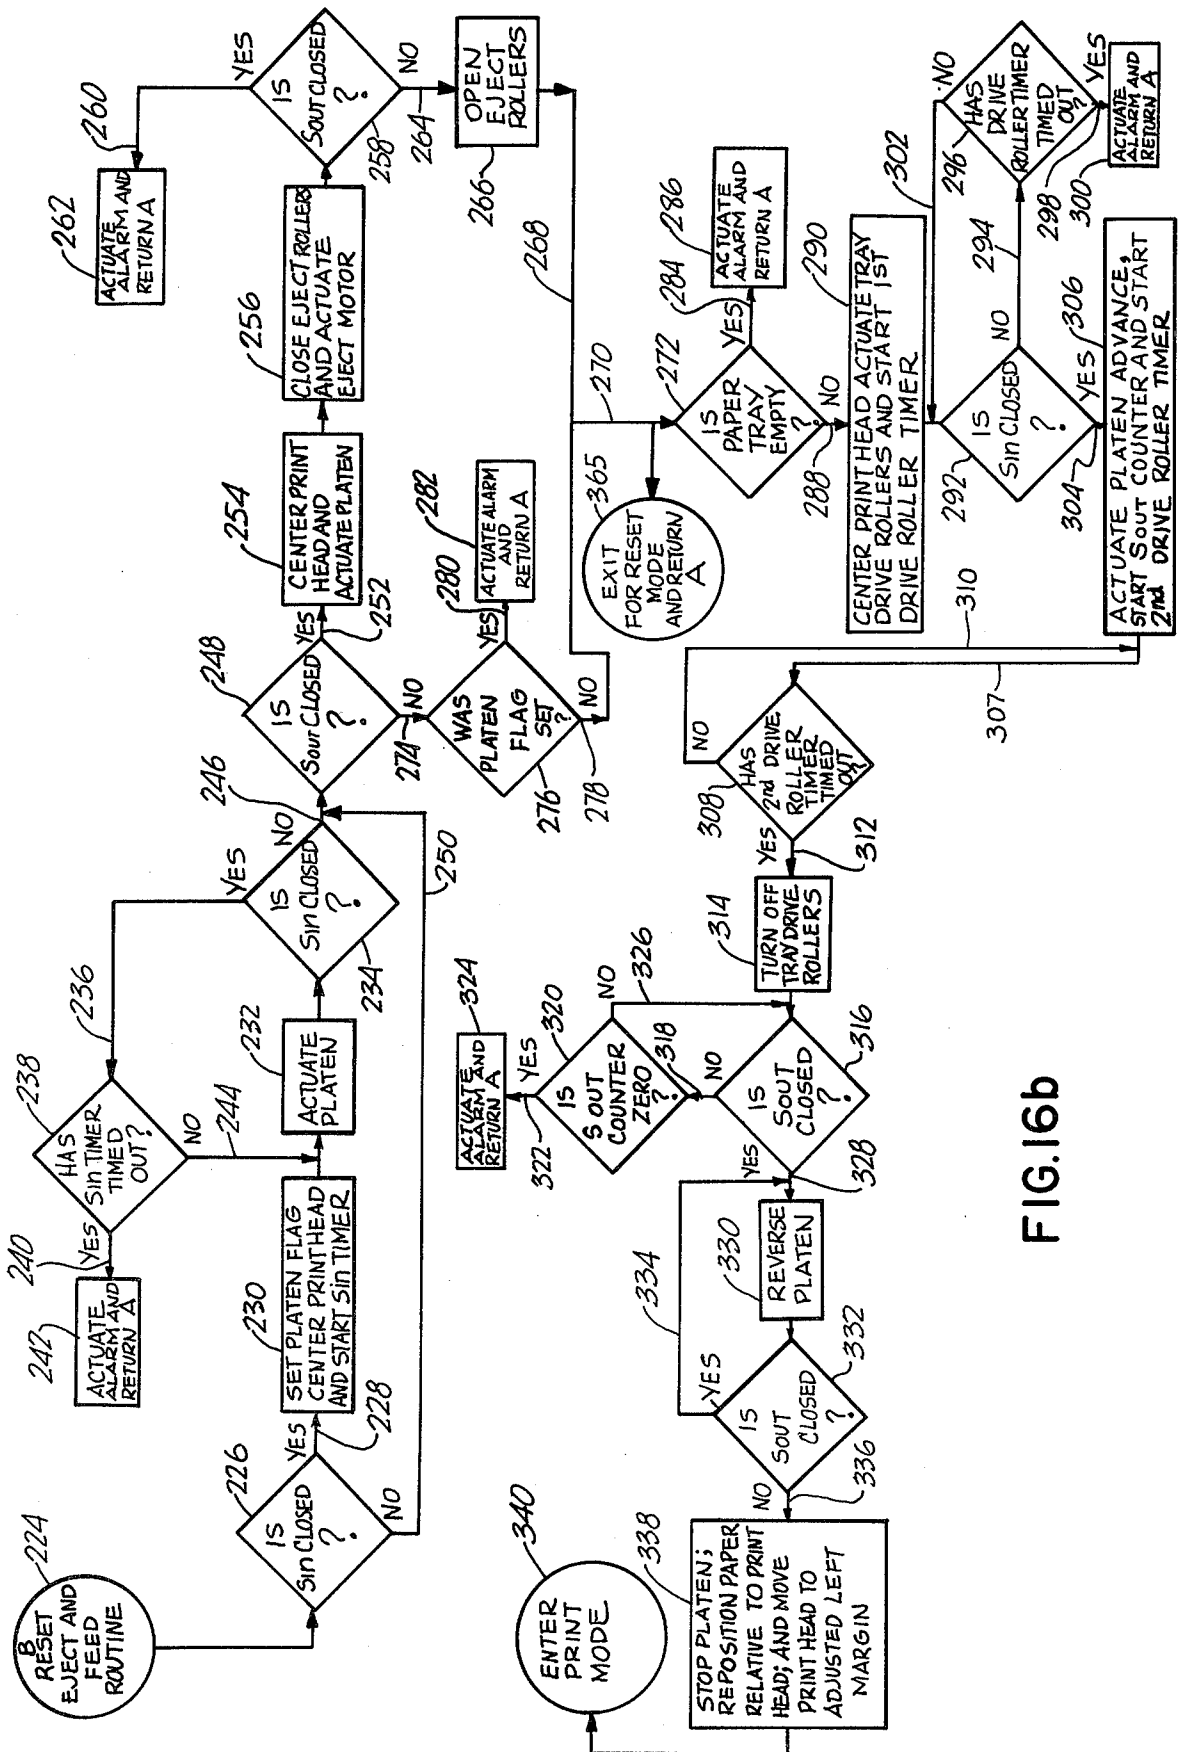 224
B
RESET
EJECT AND
FEED
ROUTINE
226
IS
Sin CLOSED
?
YES
228
NO
230
SET PLATEN FLAG
CENTER PRINT HEAD
AND START Sin TIMER
232
ACTUATE
PLATEN
234
IS
Sin CLOSED
?
YES
236
238
HAS
Sin TIMER
TIMED
OUT?
YES
240
242
ACTUATE
ALARM AND
RETURN A
NO
244
NO
246
250
248
IS
Sout CLOSED
?
YES
252
254
CENTER PRINT
HEAD AND
ACTUATE PLATEN
256
CLOSE EJECT ROLLERS
AND ACTUATE
EJECT MOTOR
258
IS
Sout CLOSED
?
YES
260
262
ACTUATE
ALARM AND
RETURN A
NO
264
266
OPEN
EJECT
ROLLERS
268
274
NO
276
WAS
PLATEN
FLAG
SET
?
YES
280
282
ACTUATE ALARM
AND
RETURN A
NO
278
270
365
EXIT
FOR RESET
MODE
AND RETURN
A
272
IS
PAPER
TRAY
EMPTY
?
YES
284
286
ACTUATE
ALARM AND
RETURN A
NO
288
290
CENTER PRINT HEAD ACTUATE TRAY
DRIVE ROLLERS AND START 1ST
DRIVE ROLLER TIMER
292
IS
Sin CLOSED
?
NO
294
296
HAS
DRIVE
ROLLER TIMER
TIMED
OUT
?
NO
302
YES
298
300
ACTUATE
ALARM AND
RETURN A
YES
304
306
ACTUATE PLATEN ADVANCE,
START Sout COUNTER AND START
2nd DRIVE ROLLER TIMER
307
310
308
HAS
2nd DRIVE
ROLLER
TIMER
TIMED
OUT
?
NO
YES
312
314
TURN OFF
TRAY DRIVE
ROLLERS
316
IS
SOUT
CLOSED
?
NO
318
320
IS
S OUT
COUNTER
ZERO
?
NO
326
YES
322
324
ACTUATE
ALARM AND
RETURN A
YES
328
330
REVERSE
PLATEN
332
IS
SOUT
CLOSED
?
YES
334
NO
336
338
STOP PLATEN;
REPOSITION PAPER
RELATIVE TO PRINT
HEAD; AND MOVE
PRINT HEAD TO
ADJUSTED LEFT
MARGIN
340
ENTER
PRINT
MODE
FIG.16b